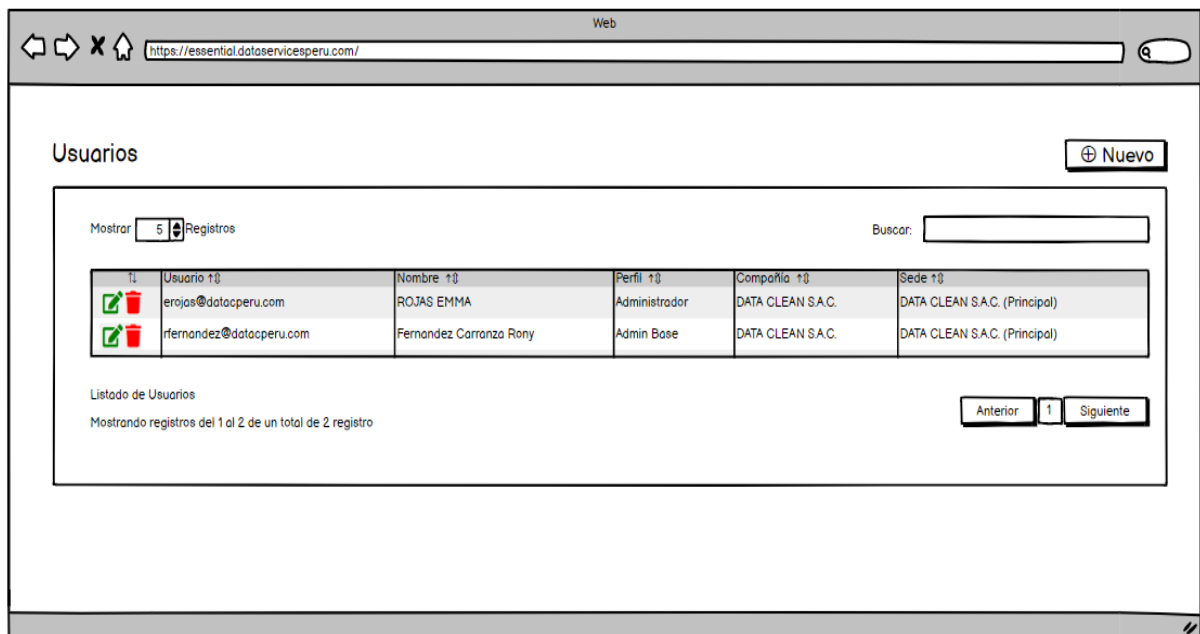 Web
https://essential.dataservicesperu.com/
Usuarios
⊕ Nuevo
Mostrar 5 Registros
Buscar:
↑↓ Usuario ↑⇩ Nombre ↑⇩ Perfil ↑⇩ Compañía ↑⇩ Sede ↑⇩
erojas@datacperu.com ROJAS EMMA Administrador DATA CLEAN S.A.C. DATA CLEAN S.A.C. (Principal)
rfernandez@datacperu.com Fernandez Carranza Rony Admin Base DATA CLEAN S.A.C. DATA CLEAN S.A.C. (Principal)
Listado de Usuarios
Mostrando registros del 1 al 2 de un total de 2 registro
Anterior 1 Siguiente